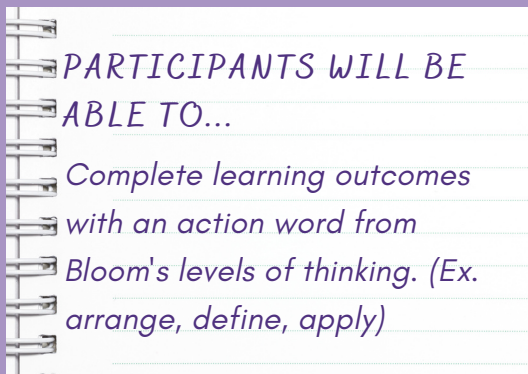 PARTICIPANTS WILL BE
ABLE TO...
Complete learning outcomes
with an action word from
Bloom's levels of thinking. (Ex.
arrange, define, apply)